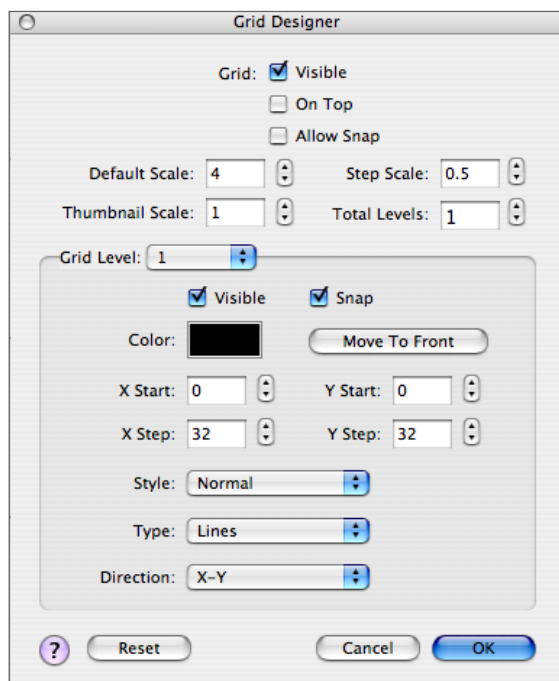 Grid Designer
Grid: Visible
On Top
Allow Snap
Default Scale: 4 Step Scale: 0.5
Thumbnail Scale: 1 Total Levels: 1
Grid Level: 1
Visible Snap
Color: Move To Front
X Start: 0 Y Start: 0
X Step: 32 Y Step: 32
Style: Normal
Type: Lines
Direction: X-Y
? Reset Cancel OK